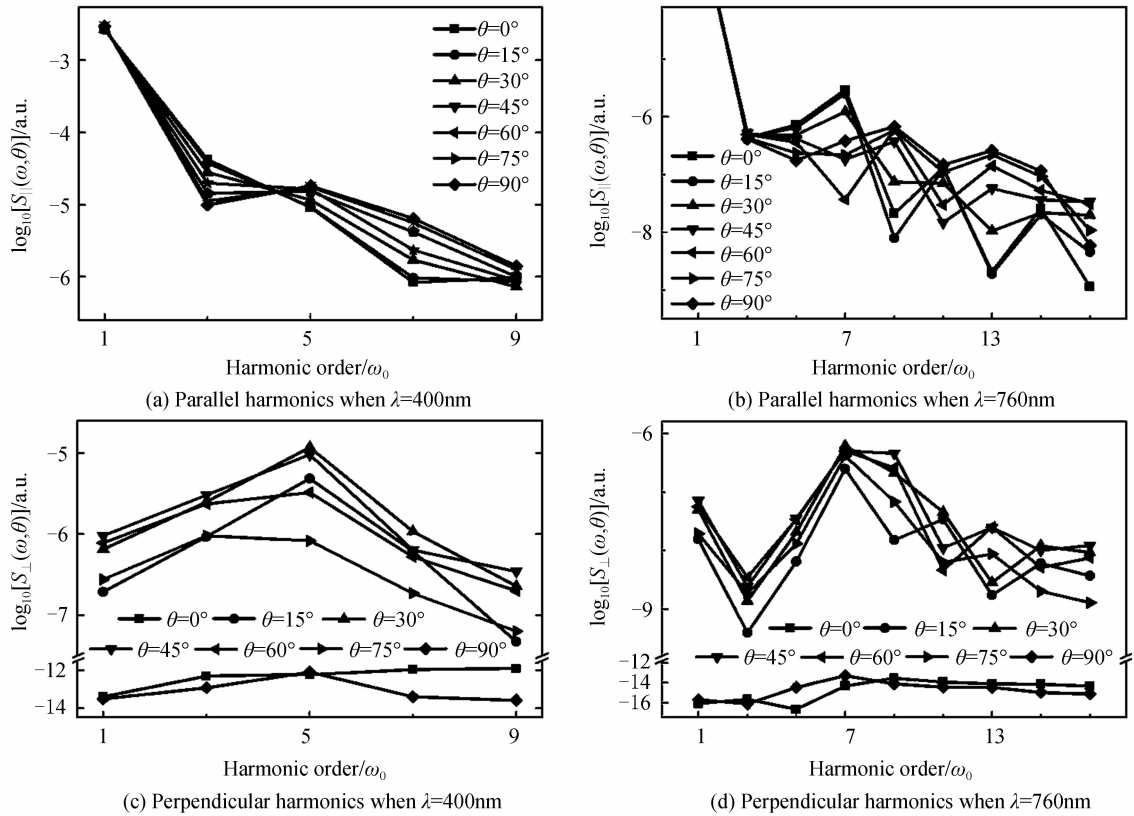 log₁₀[S∥(ω,θ)]/a.u.
−3
−4
−5
−6
θ=0°
θ=15°
θ=30°
θ=45°
θ=60°
θ=75°
θ=90°
1
5
9
Harmonic order/ω₀
(a) Parallel harmonics when λ=400nm
log₁₀[S∥(ω,θ)]/a.u.
−6
−8
θ=0°
θ=15°
θ=30°
θ=45°
θ=60°
θ=75°
θ=90°
1
7
13
Harmonic order/ω₀
(b) Parallel harmonics when λ=760nm
log₁₀[S⊥(ω,θ)]/a.u.
−5
−6
−7
−12
−14
θ=0° θ=15° θ=30°
θ=45° θ=60° θ=75° θ=90°
1
5
9
Harmonic order/ω₀
(c) Perpendicular harmonics when λ=400nm
log₁₀[S⊥(ω,θ)]/a.u.
−6
−9
−12
−16
θ=0° θ=15° θ=30°
θ=45° θ=60° θ=75° θ=90°
1
7
13
Harmonic order/ω₀
(d) Perpendicular harmonics when λ=760nm